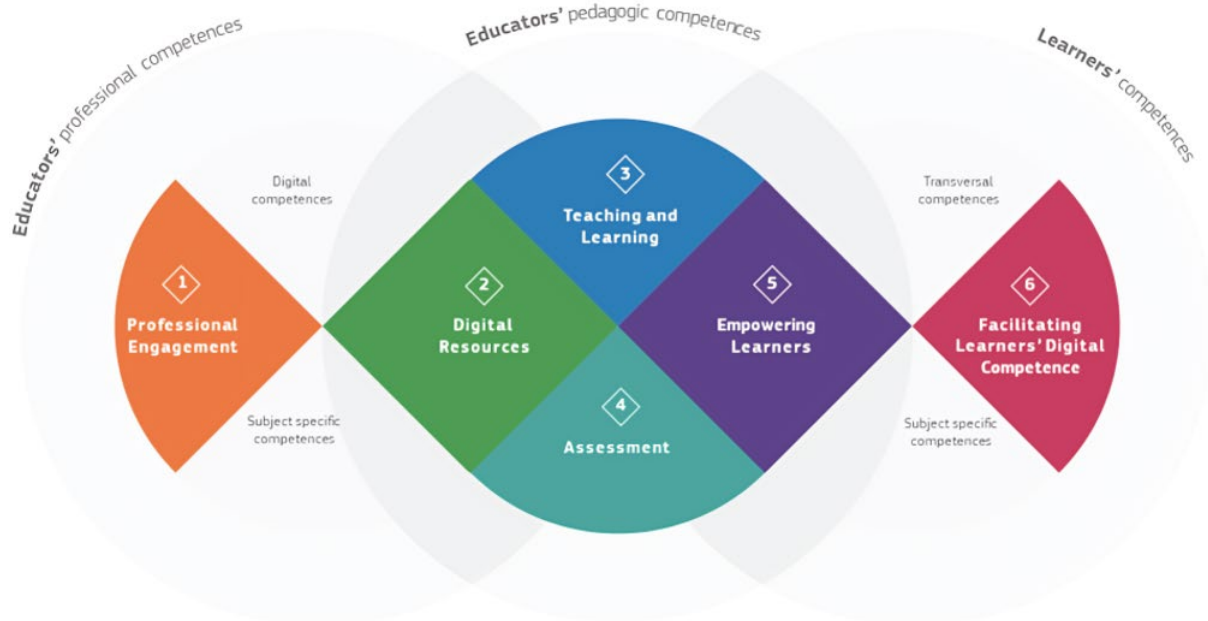 Educators' professional competences
Educators' pedagogic competences
Learners' competences
Digital
competences
Subject specific
competences
1
Professional
Engagement
2
Digital
Resources
3
Teaching and
Learning
4
Assessment
5
Empowering
Learners
Transversal
competences
Subject specific
competences
6
Facilitating
Learners' Digital
Competence